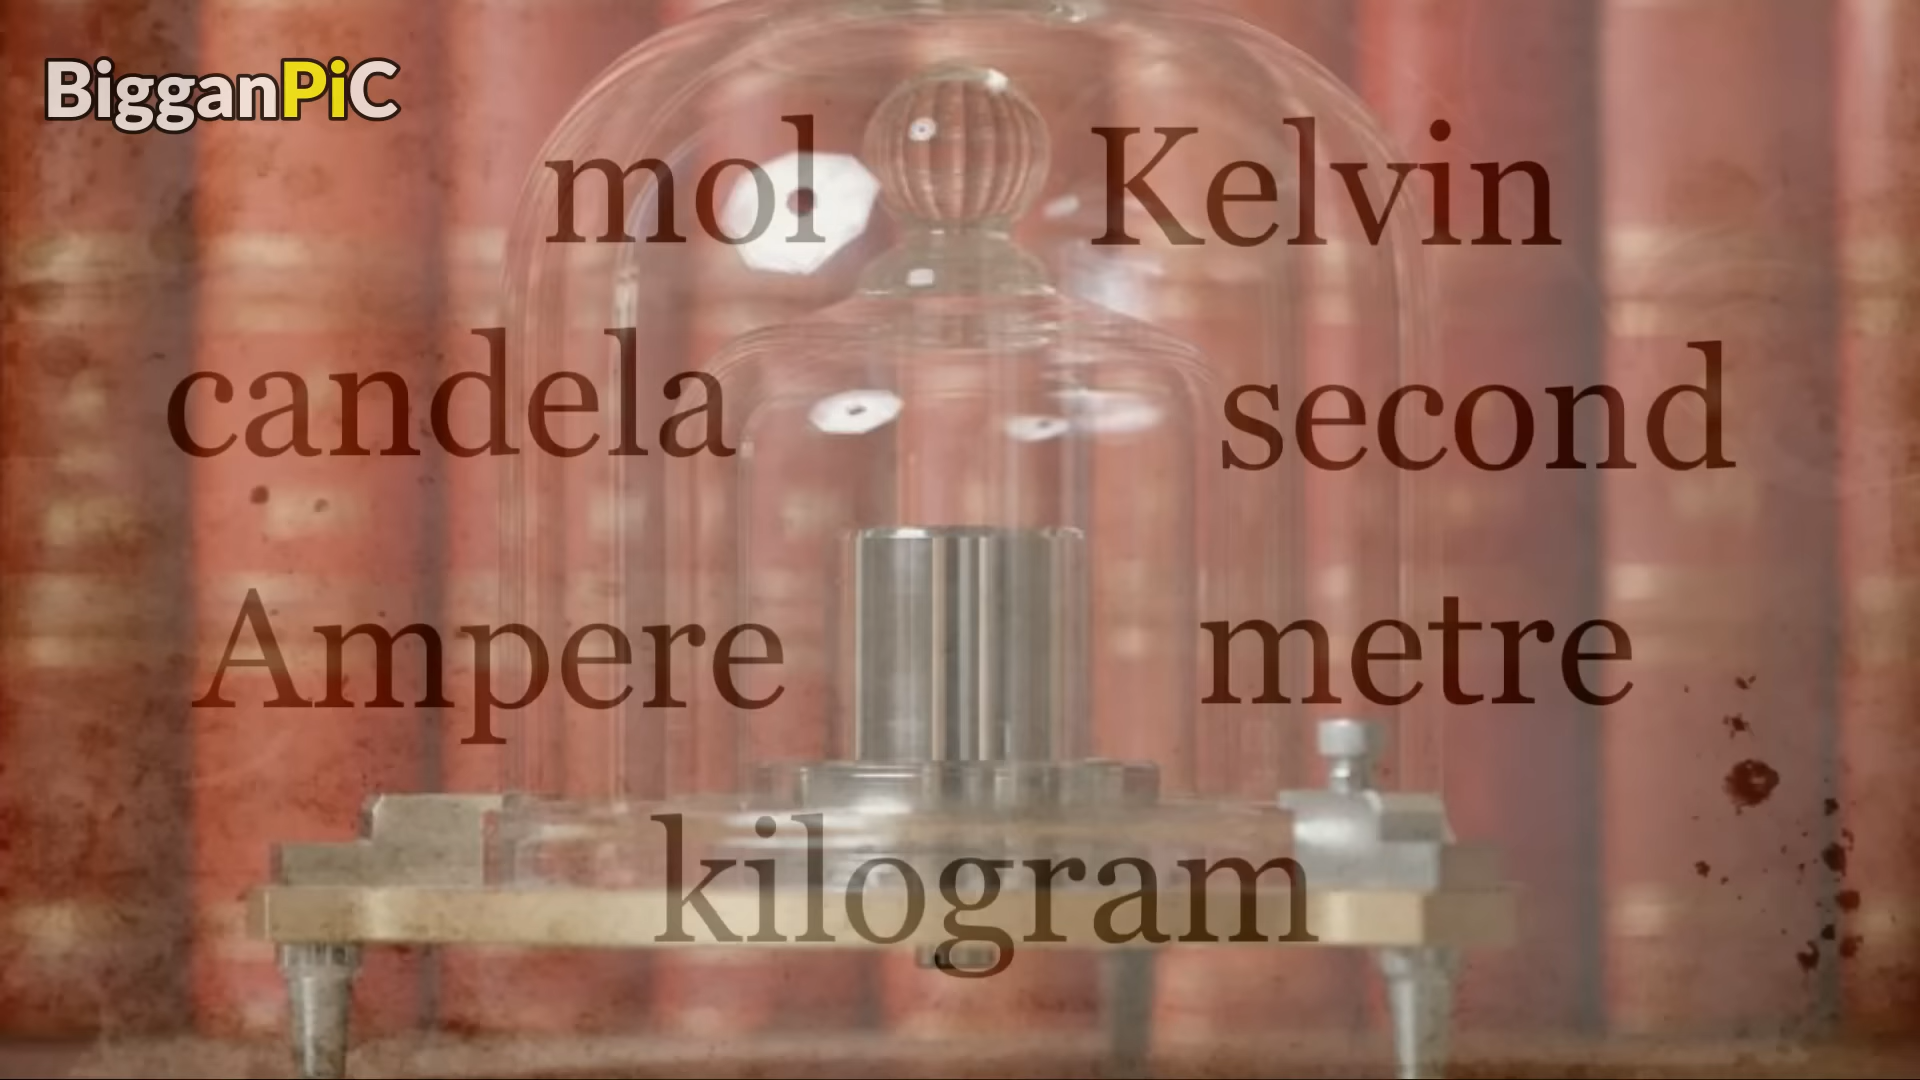 BigganPiC
mol Kelvin
candela second
Ampere metre
kilogram